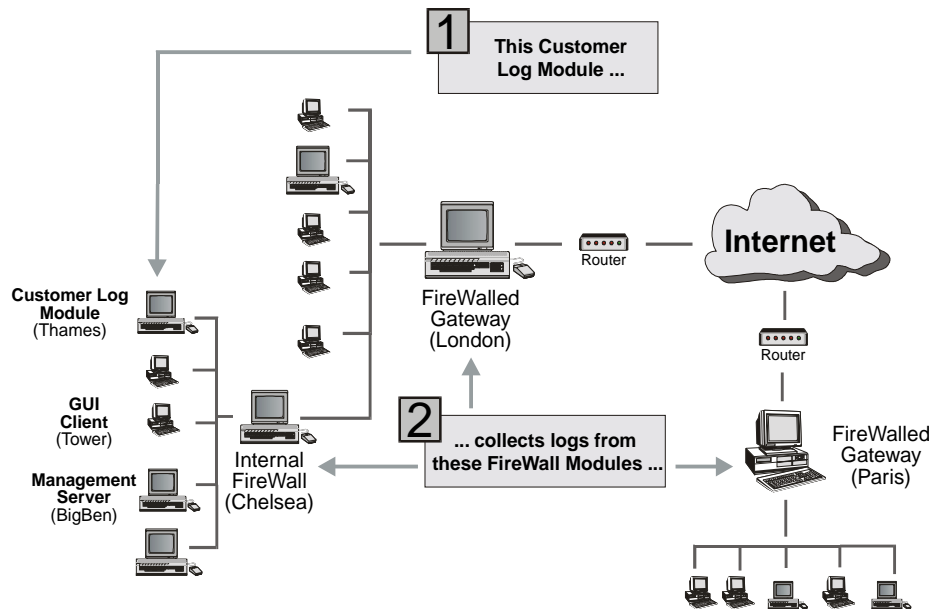 1
This Customer
Log Module ...
Internet
Router
FireWalled
Gateway
(London)
Router
Customer Log
Module
(Thames)
GUI
Client
(Tower)
Management
Server
(BigBen)
Internal
FireWall
(Chelsea)
2
... collects logs from
these FireWall Modules ...
FireWalled
Gateway
(Paris)